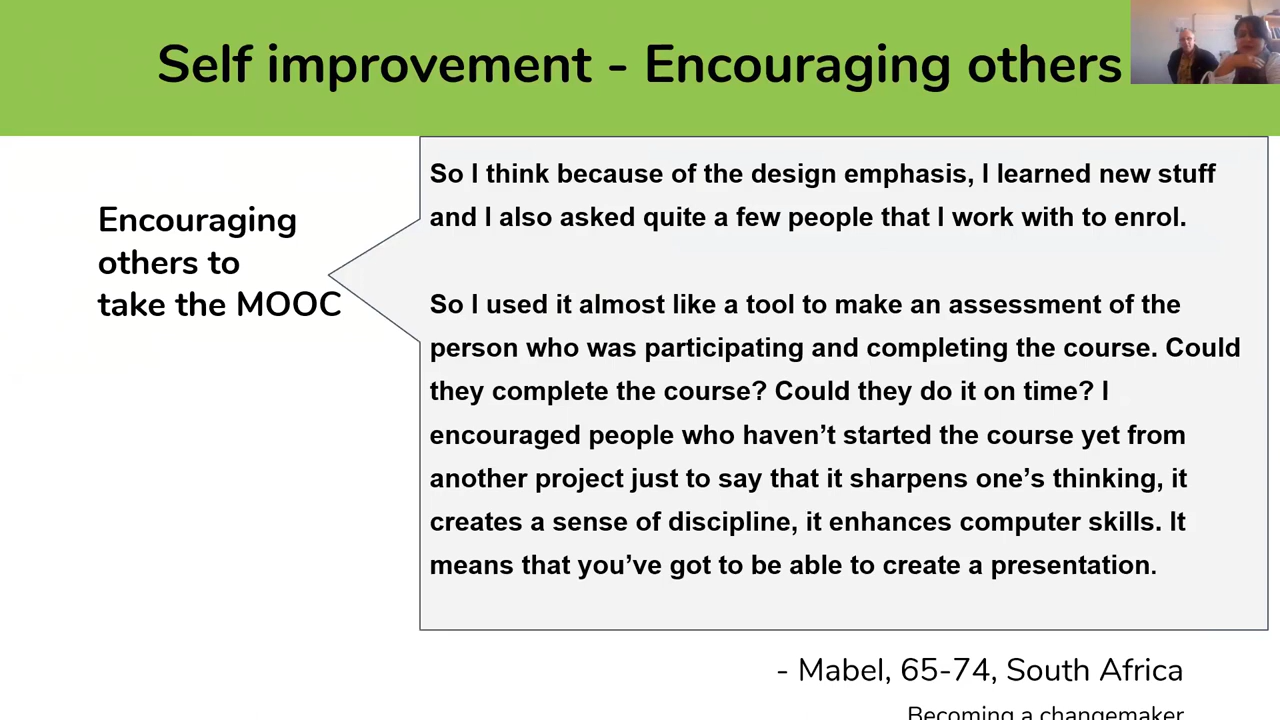 Self improvement - Encouraging others
Encouraging
others to
take the MOOC
So I think because of the design emphasis, I learned new stuff
and I also asked quite a few people that I work with to enrol.
So I used it almost like a tool to make an assessment of the
person who was participating and completing the course. Could
they complete the course? Could they do it on time? I
encouraged people who haven’t started the course yet from
another project just to say that it sharpens one’s thinking, it
creates a sense of discipline, it enhances computer skills. It
means that you’ve got to be able to create a presentation.
- Mabel, 65-74, South Africa
Becoming a changemaker